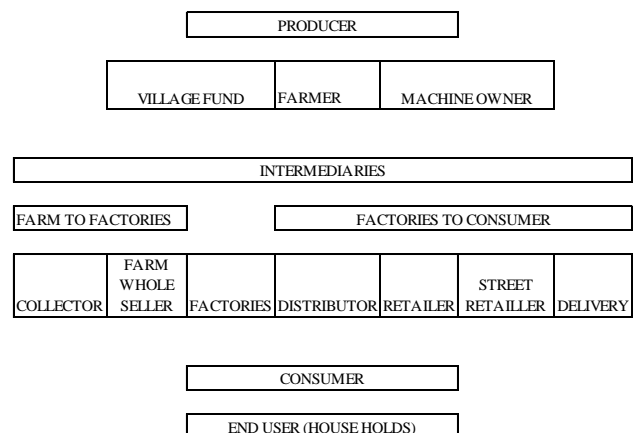 PRODUCER
VILLAGE FUND FARMER MACHINE OWNER
INTERMEDIARIES
FARM TO FACTORIES FACTORIES TO CONSUMER
COLLECTOR
FARM
WHOLE
SELLER
FACTORIES
DISTRIBUTOR
RETAILER
STREET
RETAILLER
DELIVERY
CONSUMER
END USER (HOUSE HOLDS)